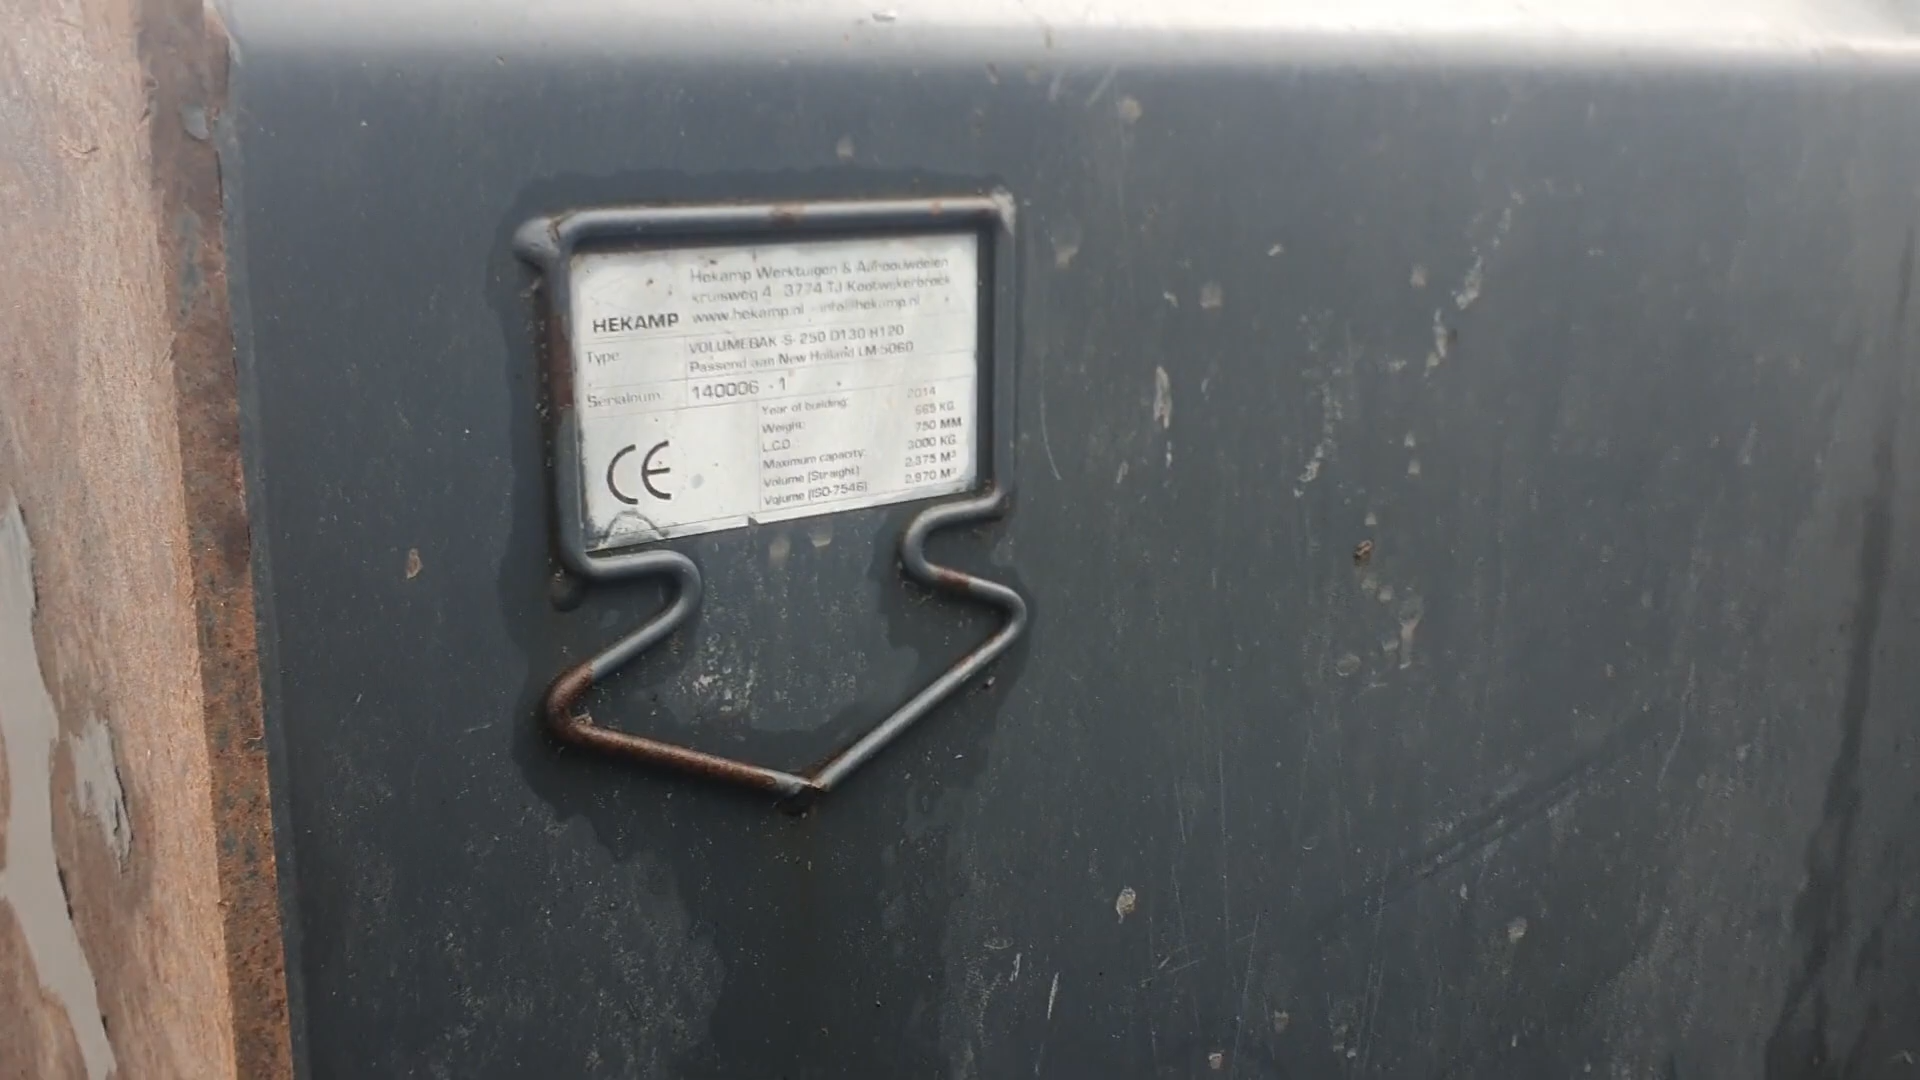 Hekamp Werktuigen & Aanbouwdelen
kruisweg 4 3774 TJ Kootwijkerbroek
HEKAMP www.hekamp.nl - info@hekamp.nl
Type: VOLUMEBAK -S- 250 D130 H120
Passend aan New Holland LM-5060
Serialnum. 140006 - 1
CE
Year of building: 2014
Weight: 665 KG
L.C.D.: 750 MM
Maximum capacity: 3000 KG
Volume (Straight) 2,375 M³
Volume (ISO-7546) 2,870 M³